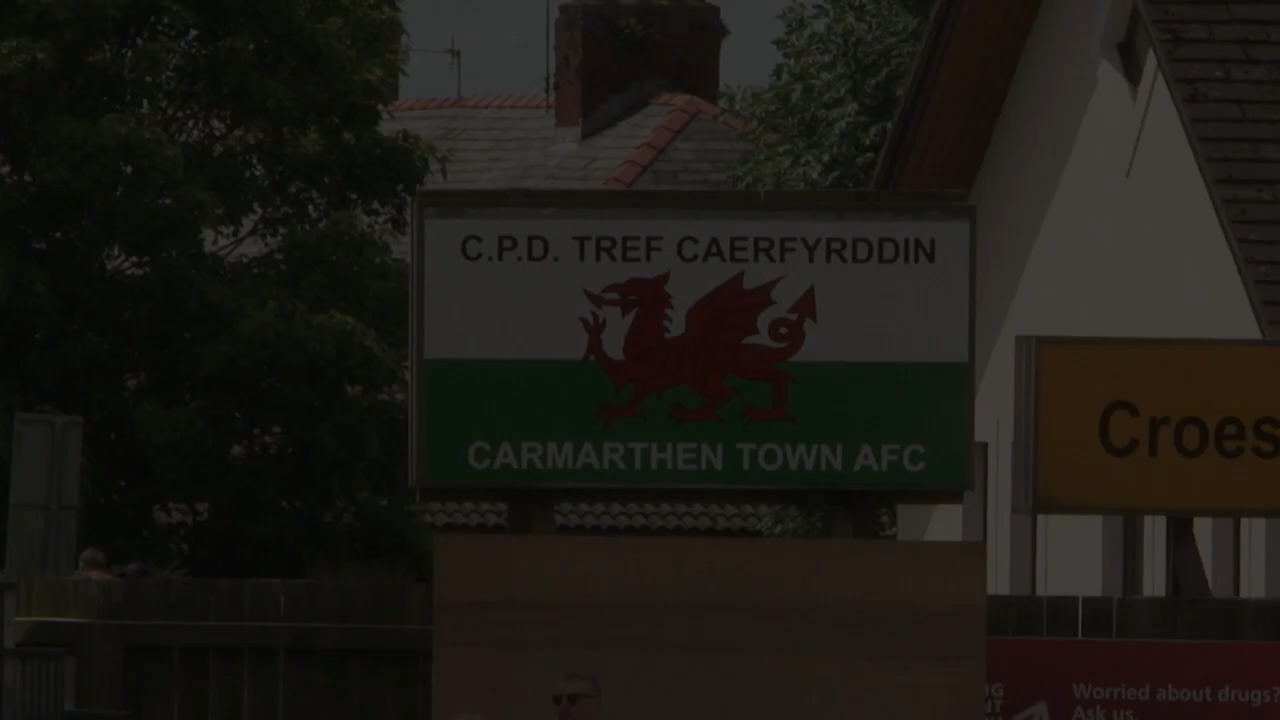 C.P.D. TREF CAERFYRDDIN
CARMARTHEN TOWN AFC
Croes
Worried about drugs?
Ask us